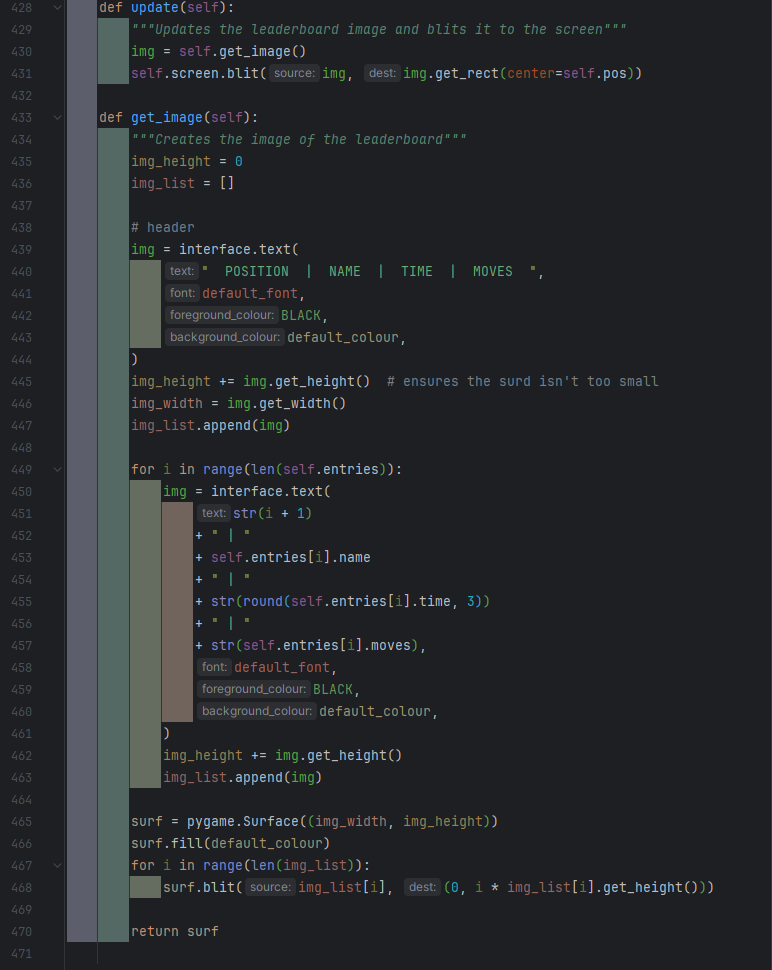 428 def update(self):
429 """Updates the leaderboard image and blits it to the screen"""
430 img = self.get_image()
431 self.screen.blit( source: img, dest: img.get_rect(center=self.pos))
432
433 def get_image(self):
434 """Creates the image of the leaderboard"""
435 img_height = 0
436 img_list = []
437
438 # header
439 img = interface.text(
440 text: "  POSITION  |  NAME  |  TIME  |  MOVES  ",
441 font: default_font,
442 foreground_colour: BLACK,
443 background_colour: default_colour,
444 )
445 img_height += img.get_height()  # ensures the surd isn't too small
446 img_width = img.get_width()
447 img_list.append(img)
448
449 for i in range(len(self.entries)):
450 img = interface.text(
451 text: str(i + 1)
452 + " | "
453 + self.entries[i].name
454 + " | "
455 + str(round(self.entries[i].time, 3))
456 + " | "
457 + str(self.entries[i].moves),
458 font: default_font,
459 foreground_colour: BLACK,
460 background_colour: default_colour,
461 )
462 img_height += img.get_height()
463 img_list.append(img)
464
465 surf = pygame.Surface((img_width, img_height))
466 surf.fill(default_colour)
467 for i in range(len(img_list)):
468 surf.blit( source: img_list[i], dest: (0, i * img_list[i].get_height()))
469
470 return surf
471